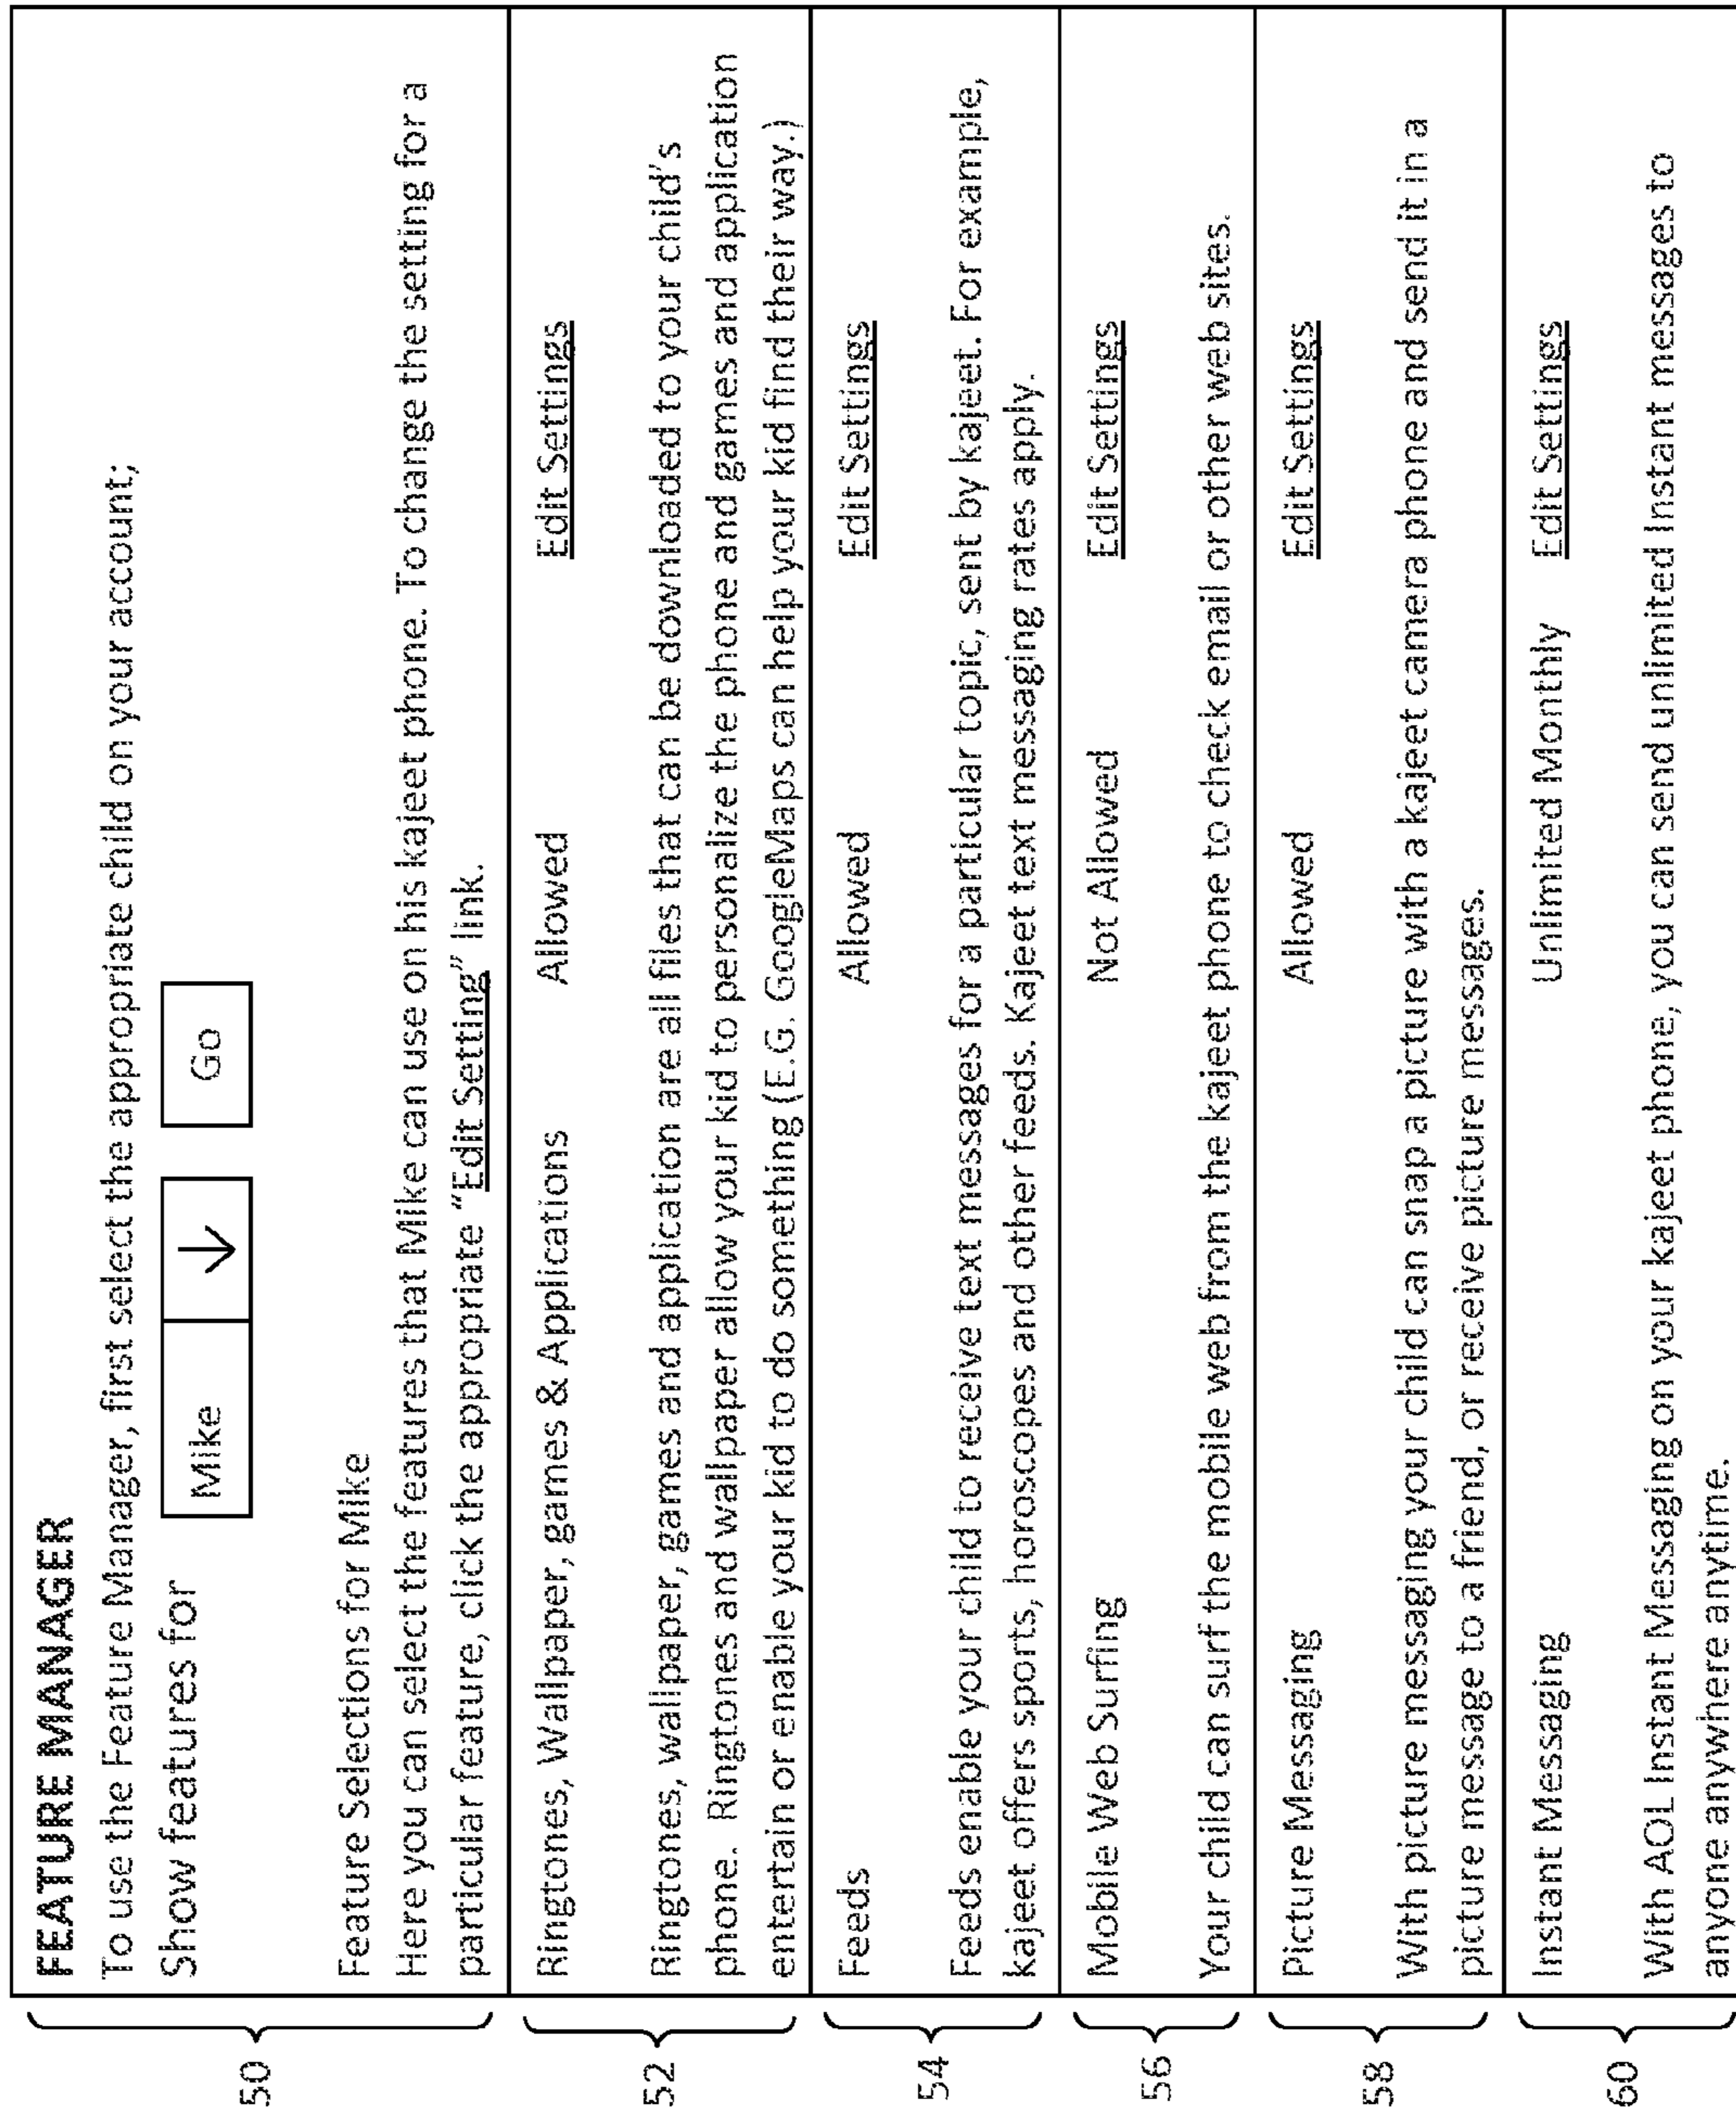 FEATURE MANAGER
To use the Feature Manager, first select the appropriate child on your account;
Show features for Mike Go
Feature Selections for Mike
Here you can select the features that Mike can use on his kajeet phone. To change the setting for a
particular feature, click the appropriate "Edit Setting" link.
50
Ringtones, Wallpaper, games & Applications Allowed Edit Settings
Ringtones, wallpaper, games and application are all files that can be downloaded to your child's
phone. Ringtones and wallpaper allow your kid to personalize the phone and games and application
entertain or enable your kid to do something (E.G. GoogleMaps can help your kid find their way.)
52
Feeds Allowed Edit Settings
Feeds enable your child to receive text messages for a particular topic, sent by kajeet. For example,
kajeet offers sports, horoscopes and other feeds. Kajeet text messaging rates apply.
54
Mobile Web Surfing Not Allowed Edit Settings
Your child can surf the mobile web from the kajeet phone to check email or other web sites.
56
Picture Messaging Allowed Edit Settings
With picture messaging your child can snap a picture with a kajeet camera phone and send it in a
picture message to a friend, or receive picture messages.
58
Instant Messaging Unlimited Monthly Edit Settings
With AOL Instant Messaging on your kajeet phone, you can send unlimited Instant messages to
anyone anywhere anytime.
60